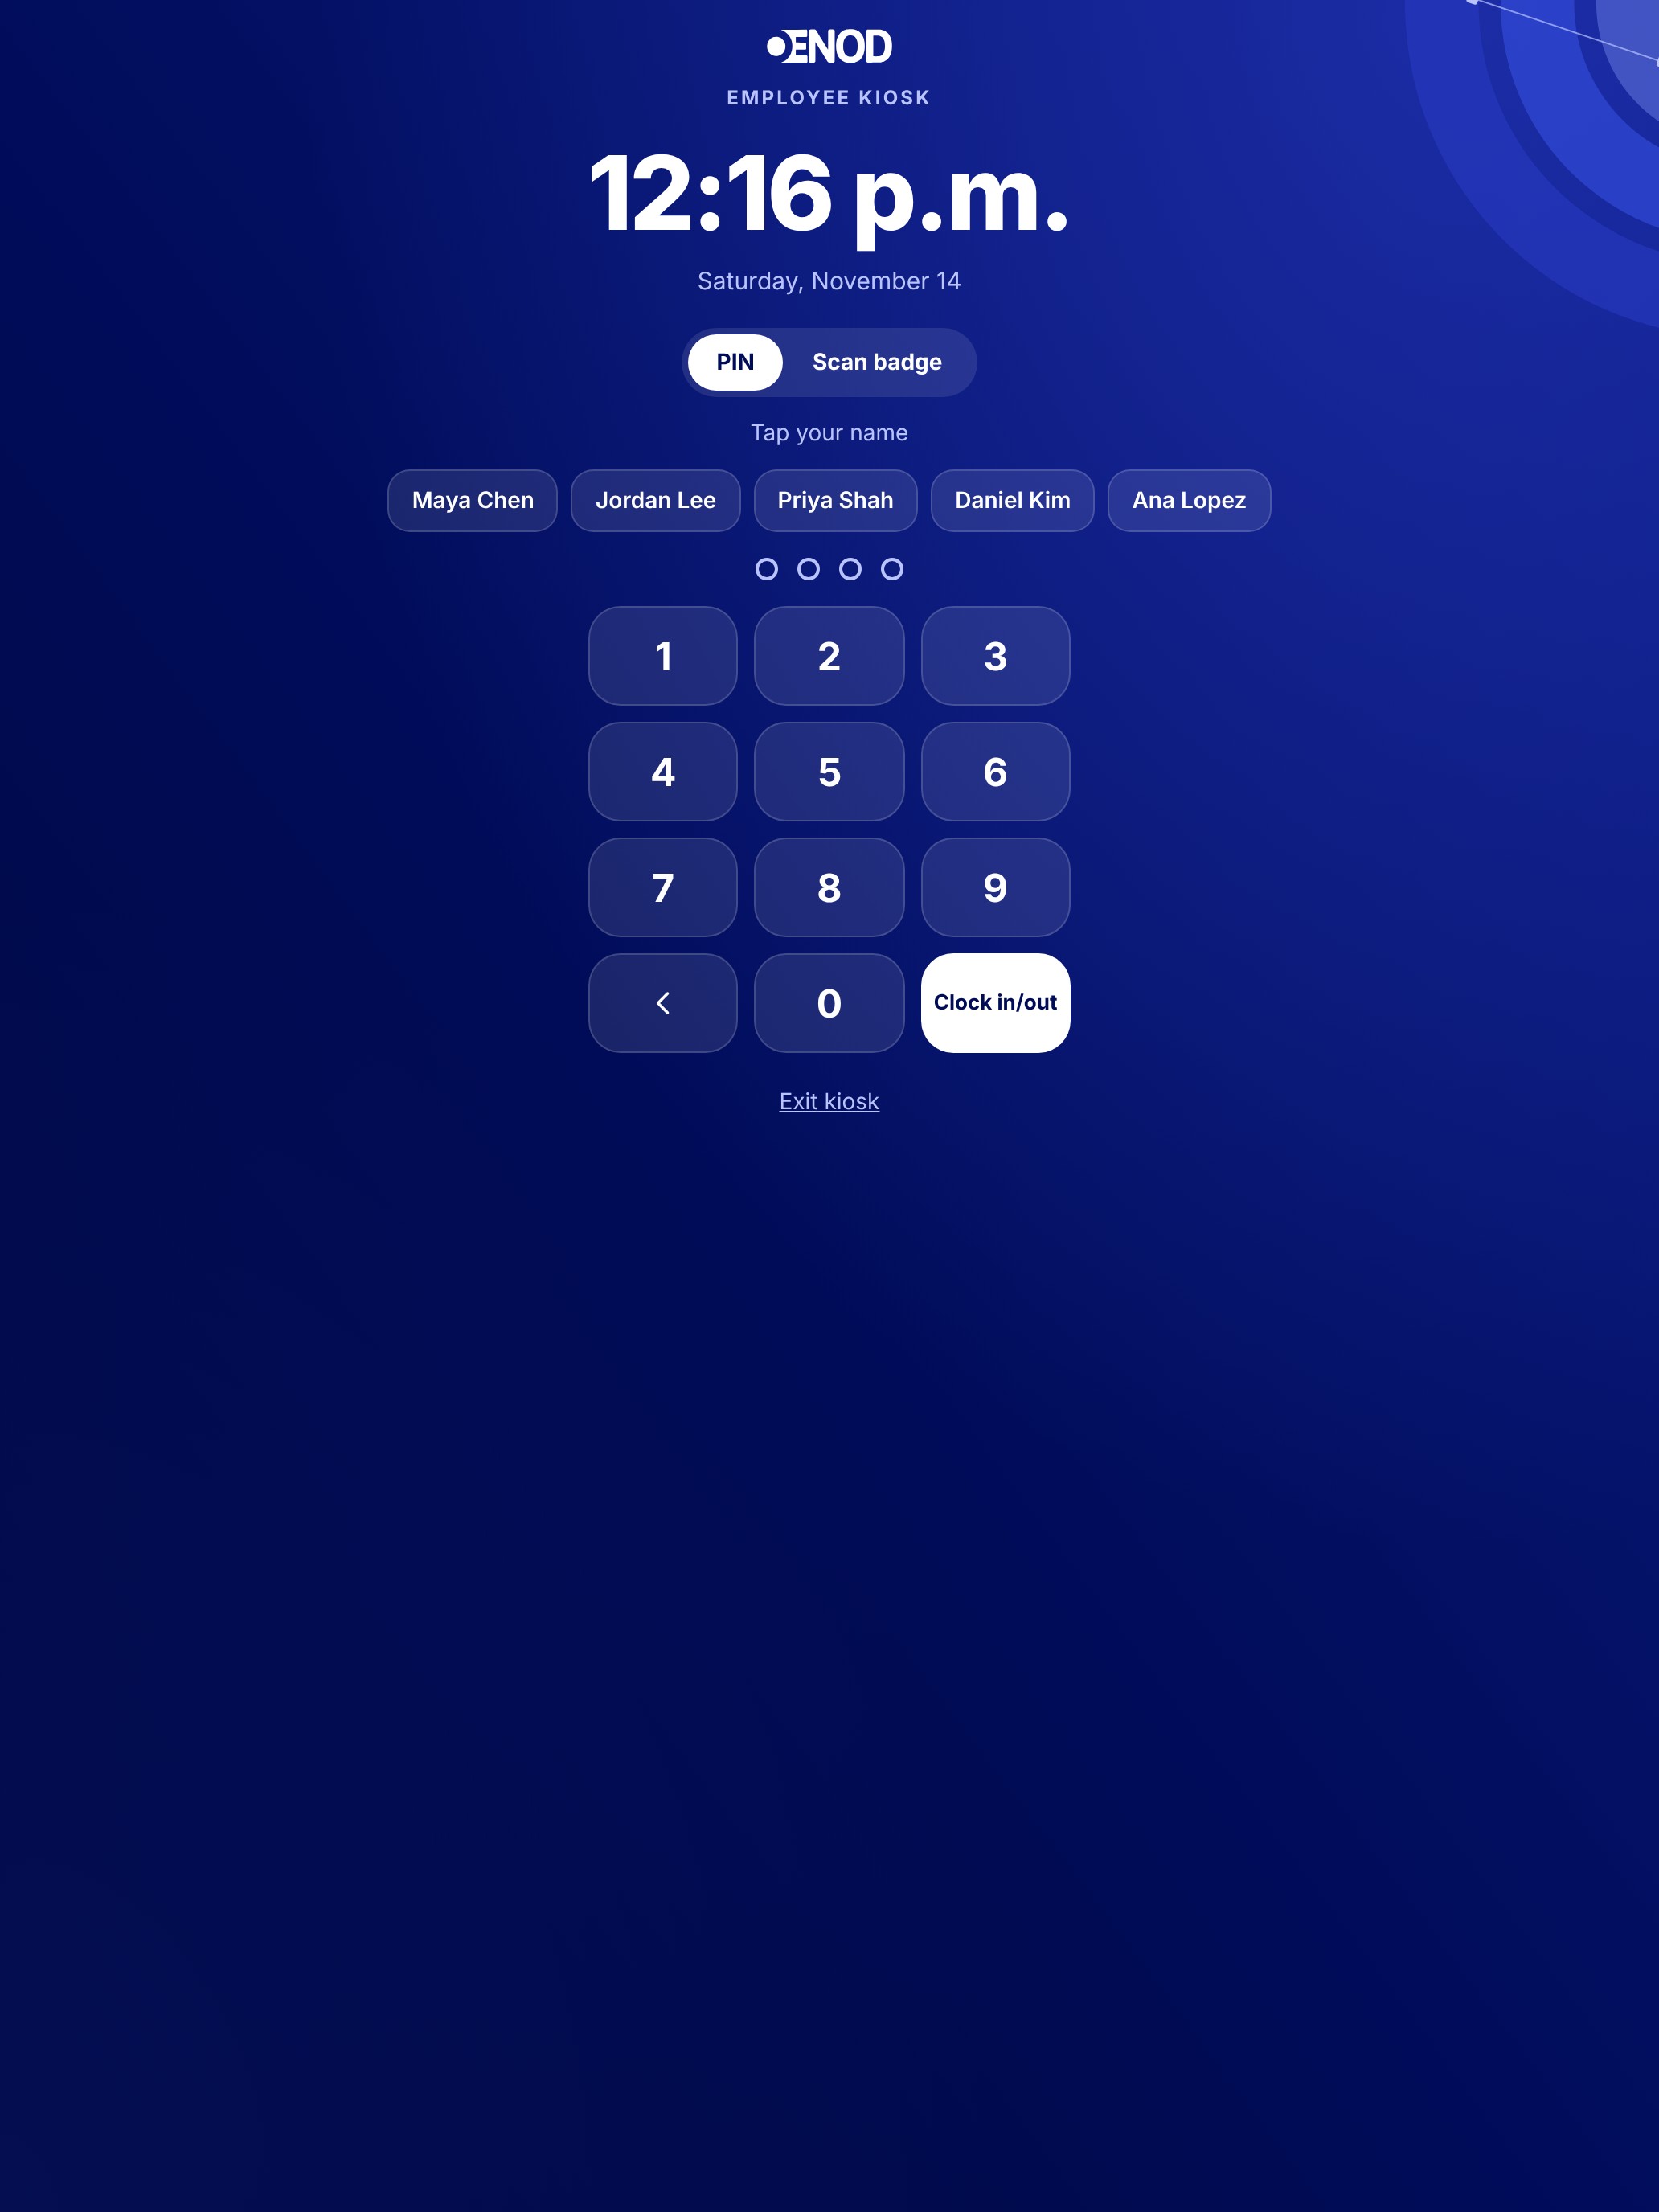 ENOD
EMPLOYEE KIOSK
12:16 p.m.
Saturday, November 14
PIN Scan badge
Tap your name
Maya Chen Jordan Lee Priya Shah Daniel Kim Ana Lopez
1 2 3
4 5 6
7 8 9
0 Clock in/out
Exit kiosk